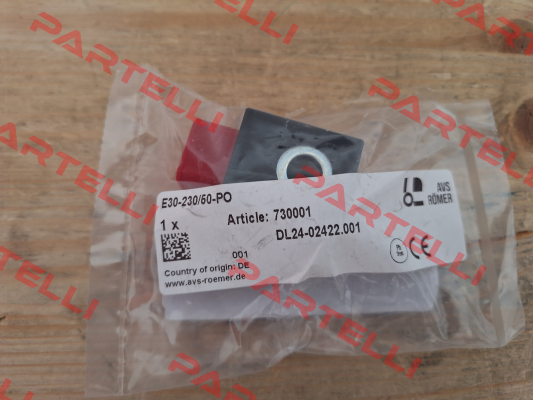 PARTELLI
PARTELLI
PARTELLI
PARTELLI
PARTELLI
PARTELLI
E30-230/50-PO
1 x
Article: 730001
DL24-02422.001
AVS
RÖMER
001
Country of origin: DE
www.avs-roemer.de
CE